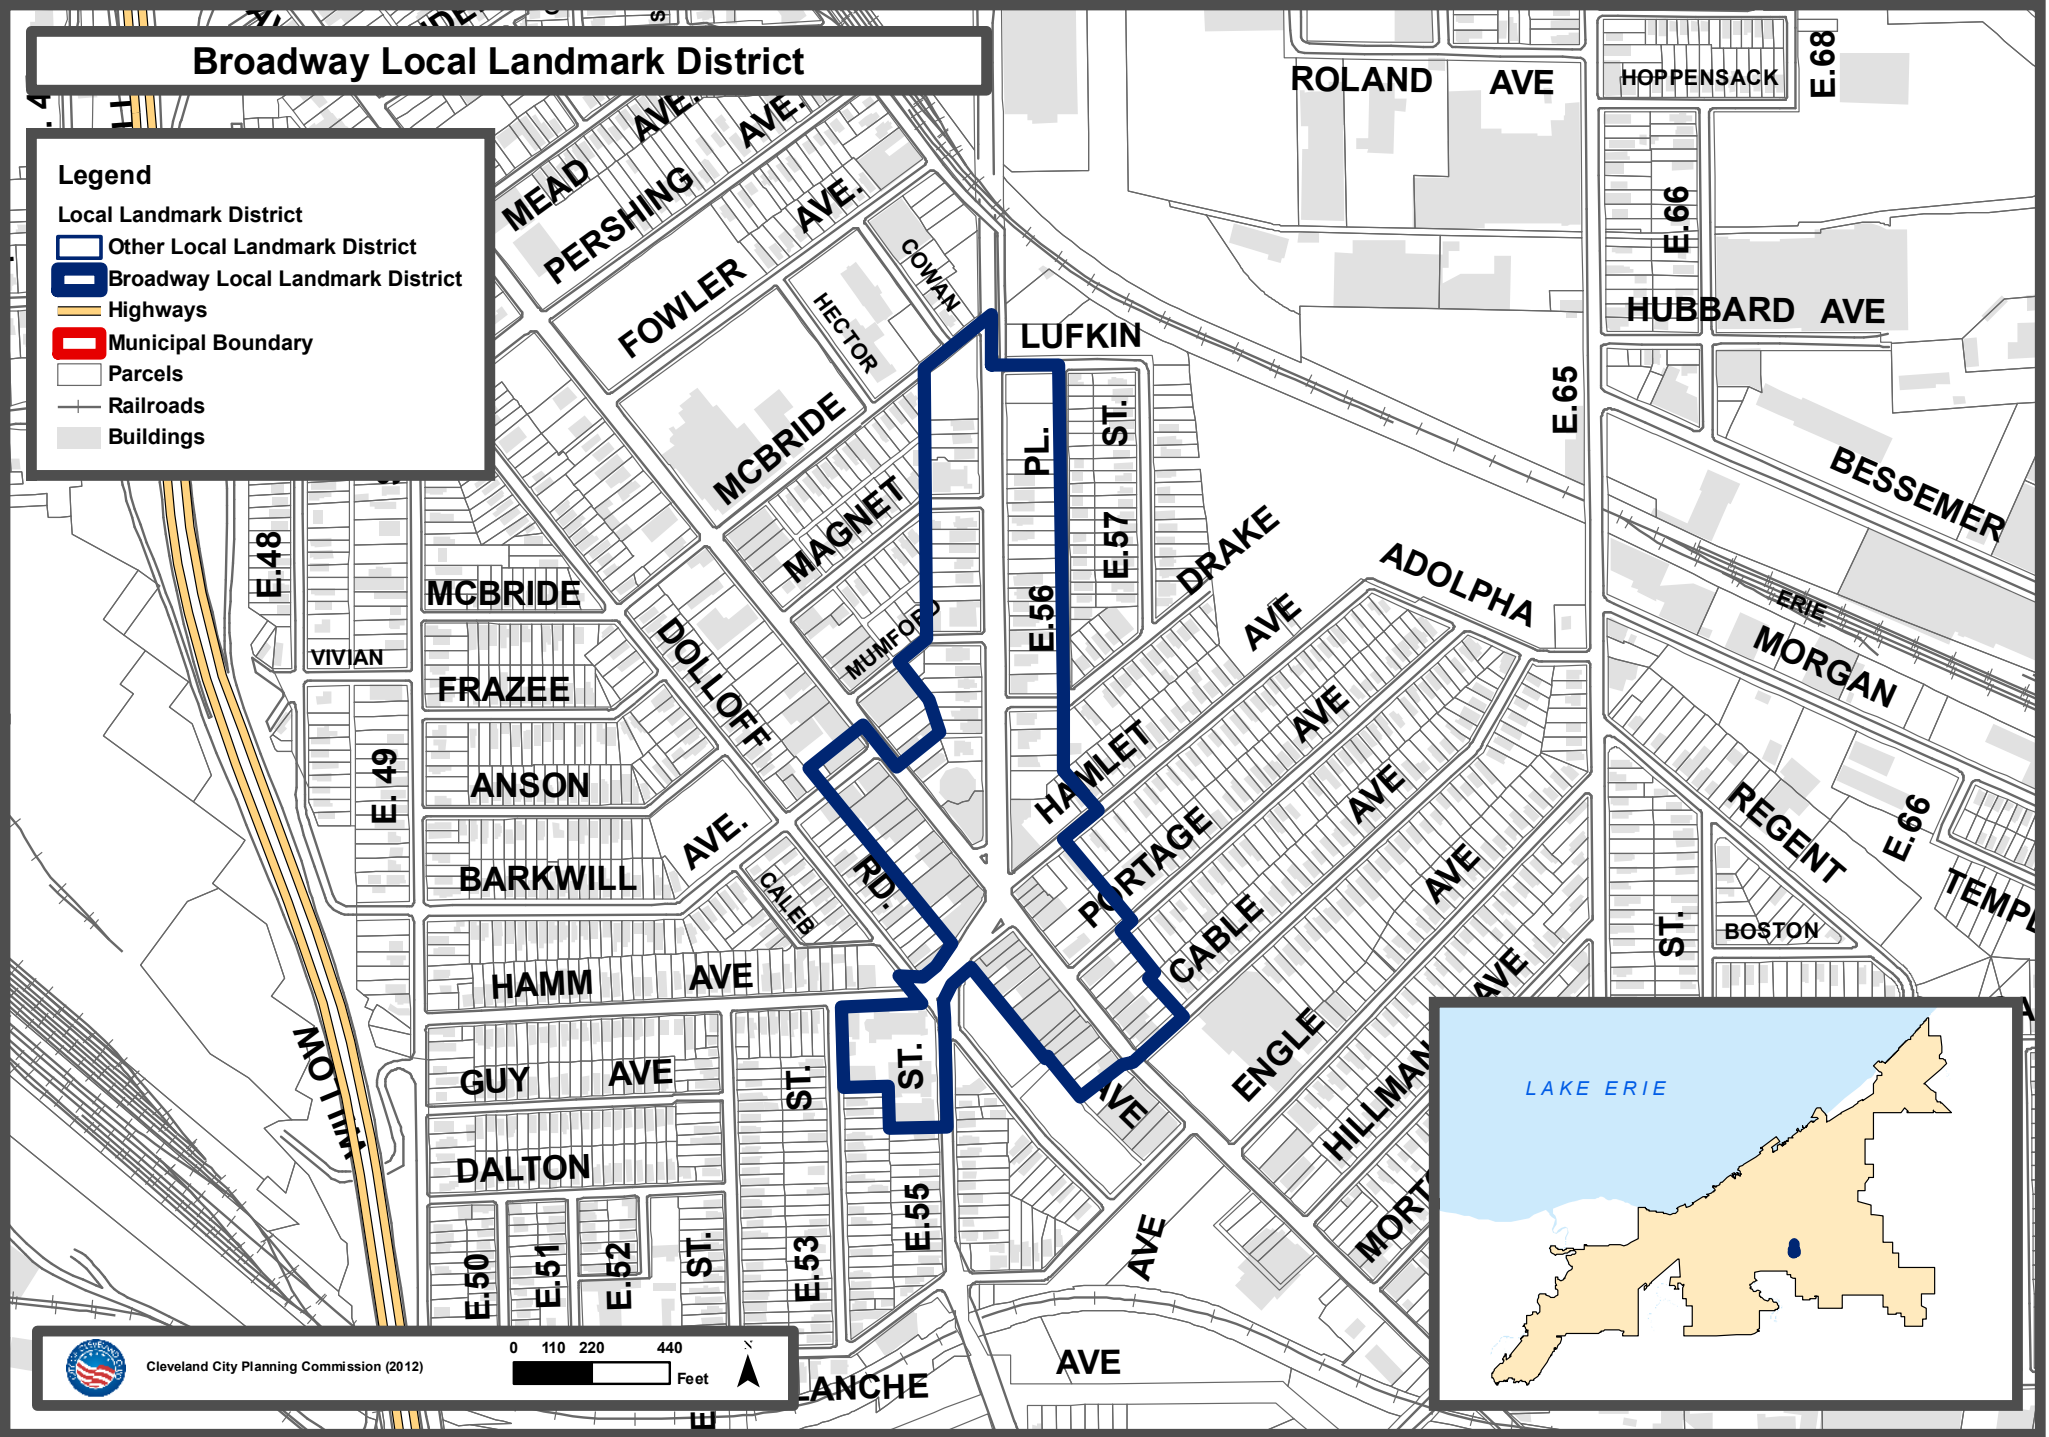 Broadway Local Landmark District
Legend
Local Landmark District
Other Local Landmark District
Broadway Local Landmark District
Highways
Municipal Boundary
Parcels
Railroads
Buildings
ROLAND AVE
HOPPENSACK
E.68
MEAD AVE.
PERSHING AVE.
FOWLER AVE.
COWAN
HECTOR
E.66
HUBBARD AVE
LUFKIN
MCBRIDE
MAGNET
MUMFORD
PL.
E.56
E.57 ST.
E.65
BESSEMER
DRAKE
ADOLPHA
ERIE
MORGAN
E.48
MCBRIDE
VIVIAN
FRAZEE
DOLLOFF RD.
E. 49
ANSON
BARKWILL AVE.
CALEB
HAMLET AVE
PORTAGE AVE
CABLE AVE
REGENT
E.66
BOSTON
ST.
HAMM AVE
ENGLE AVE
HILLMAN AVE
WILLOW
GUY AVE
ST.
ST.
AVE
DALTON
E.50
E.51
E.52
ST.
E.53
E.55
AVE
AVE
LAKE ERIE
Cleveland City Planning Commission (2012)
0 110 220 440
Feet
N